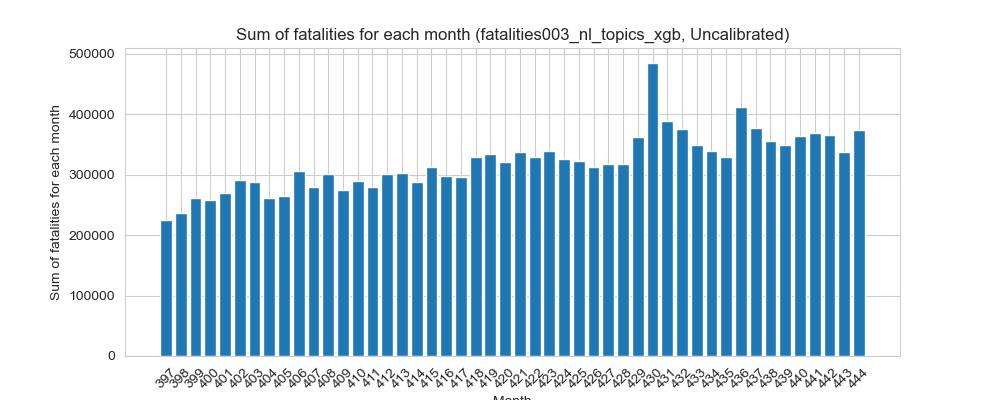 Sum of fatalities for each month (fatalities003_nl_topics_xgb, Uncalibrated)
Sum of fatalities for each month
500000
400000
300000
200000
100000
0
397 398 399 400 401 402 403 404 405 406 407 408 409 410 411 412 413 414 415 416 417 418 419 420 421 422 423 424 425 426 427 428 429 430 431 432 433 434 435 436 437 438 439 440 441 442 443 444
Month